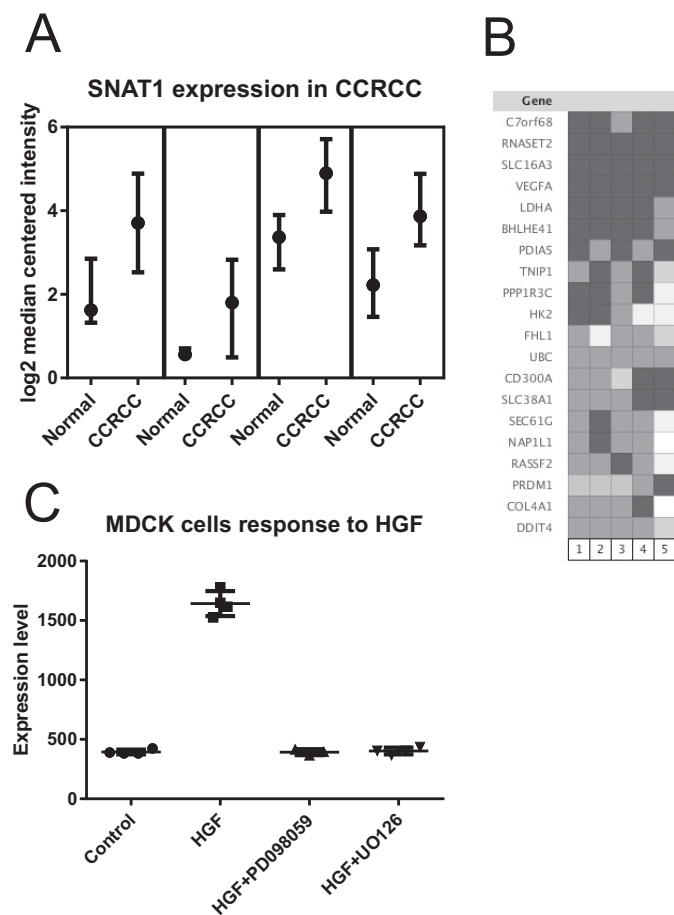 A
SNAT1 expression in CCRCC
log2 median centered intensity
6
4
2
0
Normal
CCRCC
Normal
CCRCC
Normal
CCRCC
Normal
CCRCC
B
Gene
C7orf68
RNASET2
SLC16A3
VEGFA
LDHA
BHLHE41
PDIA5
TNIP1
PPP1R3C
HK2
FHL1
UBC
CD300A
SLC38A1
SEC61G
NAP1L1
RASSF2
PRDM1
COL4A1
DDIT4
1 2 3 4 5
C
MDCK cells response to HGF
Expression level
2000
1500
1000
500
0
Control
HGF
HGF+PD098059
HGF+UO126